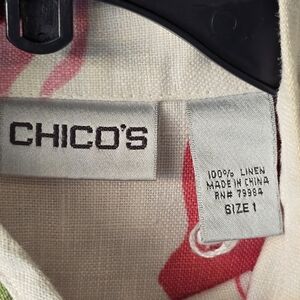 CHICO'S
100% LINEN
MADE IN CHINA
RN# 79984
SIZE 1